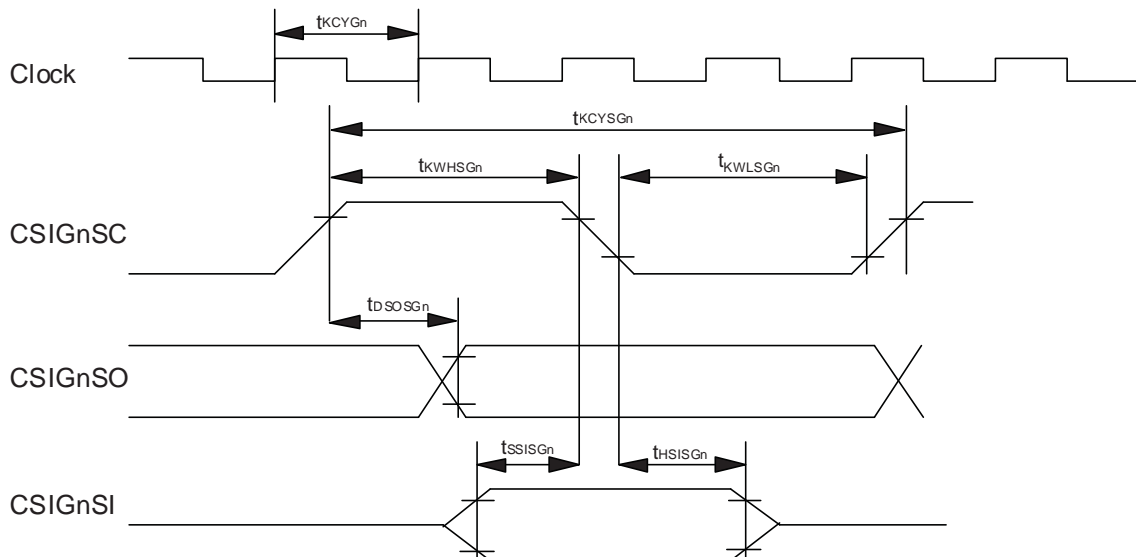 tKCYGn
Clock
tKCYSGn
tKWHSGn
tKWLSGn
CSIGnSC
tDSOSGn
CSIGnSO
tSSISGn
tHSISGn
CSIGnSI